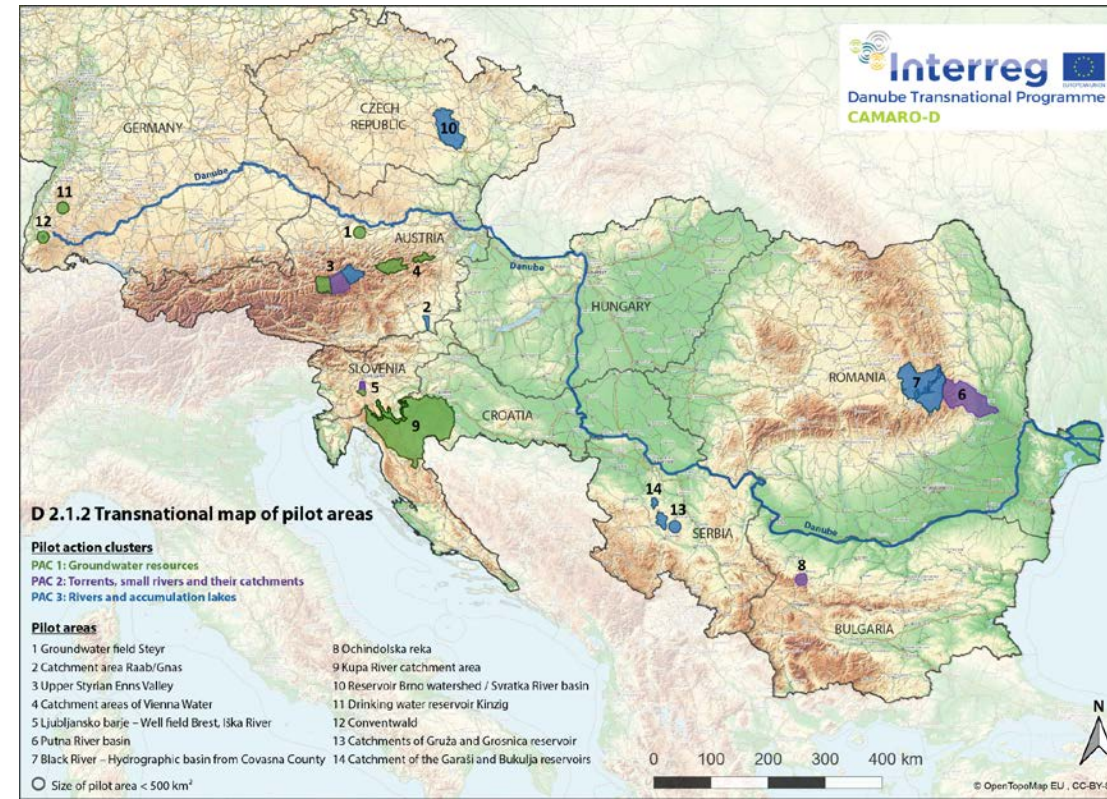 Interreg
EUROPEAN UNION
Danube Transnational Programme
CAMARO-D
CZECH
REPUBLIC
GERMANY
10
Danube
11
12
1
AUSTRIA
4
3
Danube
2
HUNGARY
SLOVENIA
5
ROMANIA
7
6
CROATIA
9
14
13
SERBIA
Danube
8
BULGARIA
D 2.1.2 Transnational map of pilot areas
Pilot action clusters
PAC 1: Groundwater resources
PAC 2: Torrents, small rivers and their catchments
PAC 3: Rivers and accumulation lakes
Pilot areas
1 Groundwater field Steyr
2 Catchment area Raab/Gnas
3 Upper Styrian Enns Valley
4 Catchment areas of Vienna Water
5 Ljubljansko barje – Well field Brest, Iška River
6 Putna River basin
7 Black River – Hydrographic basin from Covasna County
8 Ochindolska reka
9 Kupa River catchment area
10 Reservoir Brno watershed / Svratka River basin
11 Drinking water reservoir Kinzig
12 Conventwald
13 Catchments of Gruža and Grosnica reservoir
14 Catchment of the Garaši and Bukulja reservoirs
Size of pilot area < 500 km²
0 100 200 300 400 km
N
© OpenTopoMap EU , CC-BY-